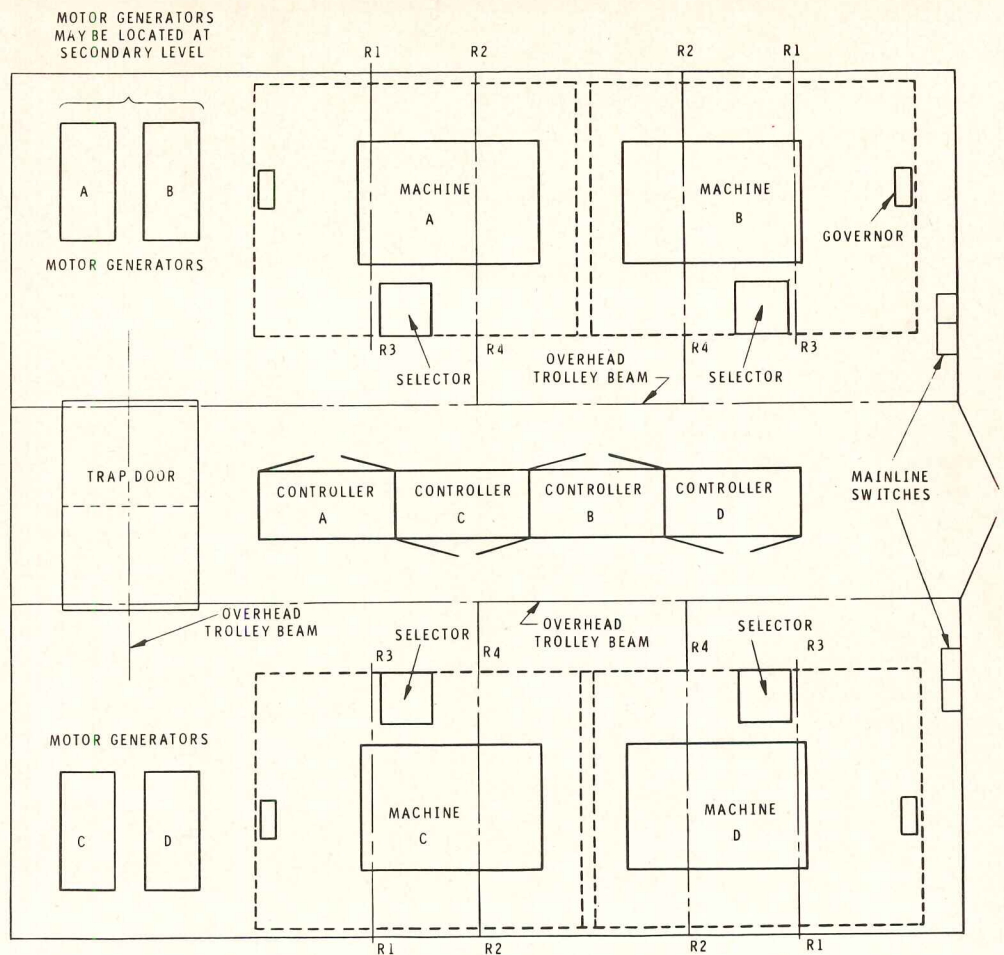 MOTOR GENERATORS
MAY BE LOCATED AT
SECONDARY LEVEL
R1
R2
R2
R1
A
B
MOTOR GENERATORS
MACHINE
A
MACHINE
B
GOVERNOR
R3
SELECTOR
R4
OVERHEAD
TROLLEY BEAM
R4
SELECTOR
R3
TRAP DOOR
CONTROLLER
A
CONTROLLER
C
CONTROLLER
B
CONTROLLER
D
MAINLINE
SWITCHES
OVERHEAD
TROLLEY BEAM
R3
SELECTOR
R4
OVERHEAD
TROLLEY BEAM
R4
SELECTOR
R3
MOTOR GENERATORS
C
D
MACHINE
C
MACHINE
D
R1
R2
R2
R1